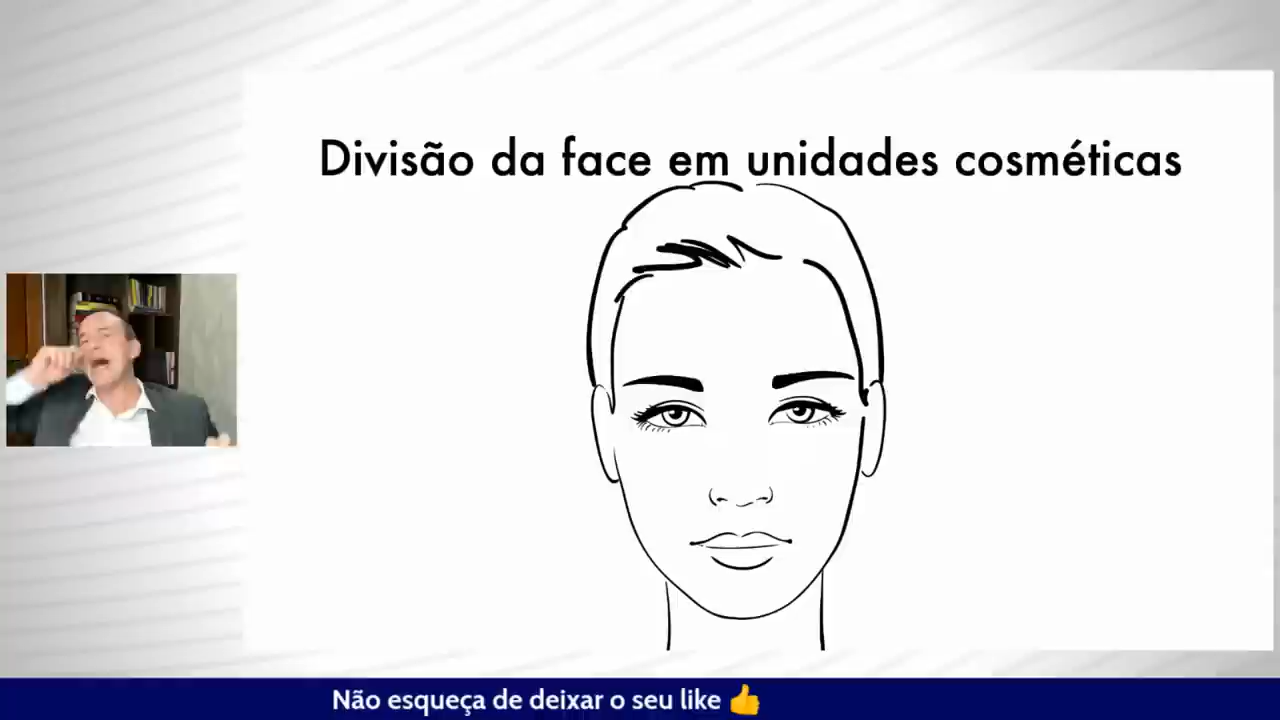 Divisão da face em unidades cosméticas
Não esqueça de deixar o seu like 👍